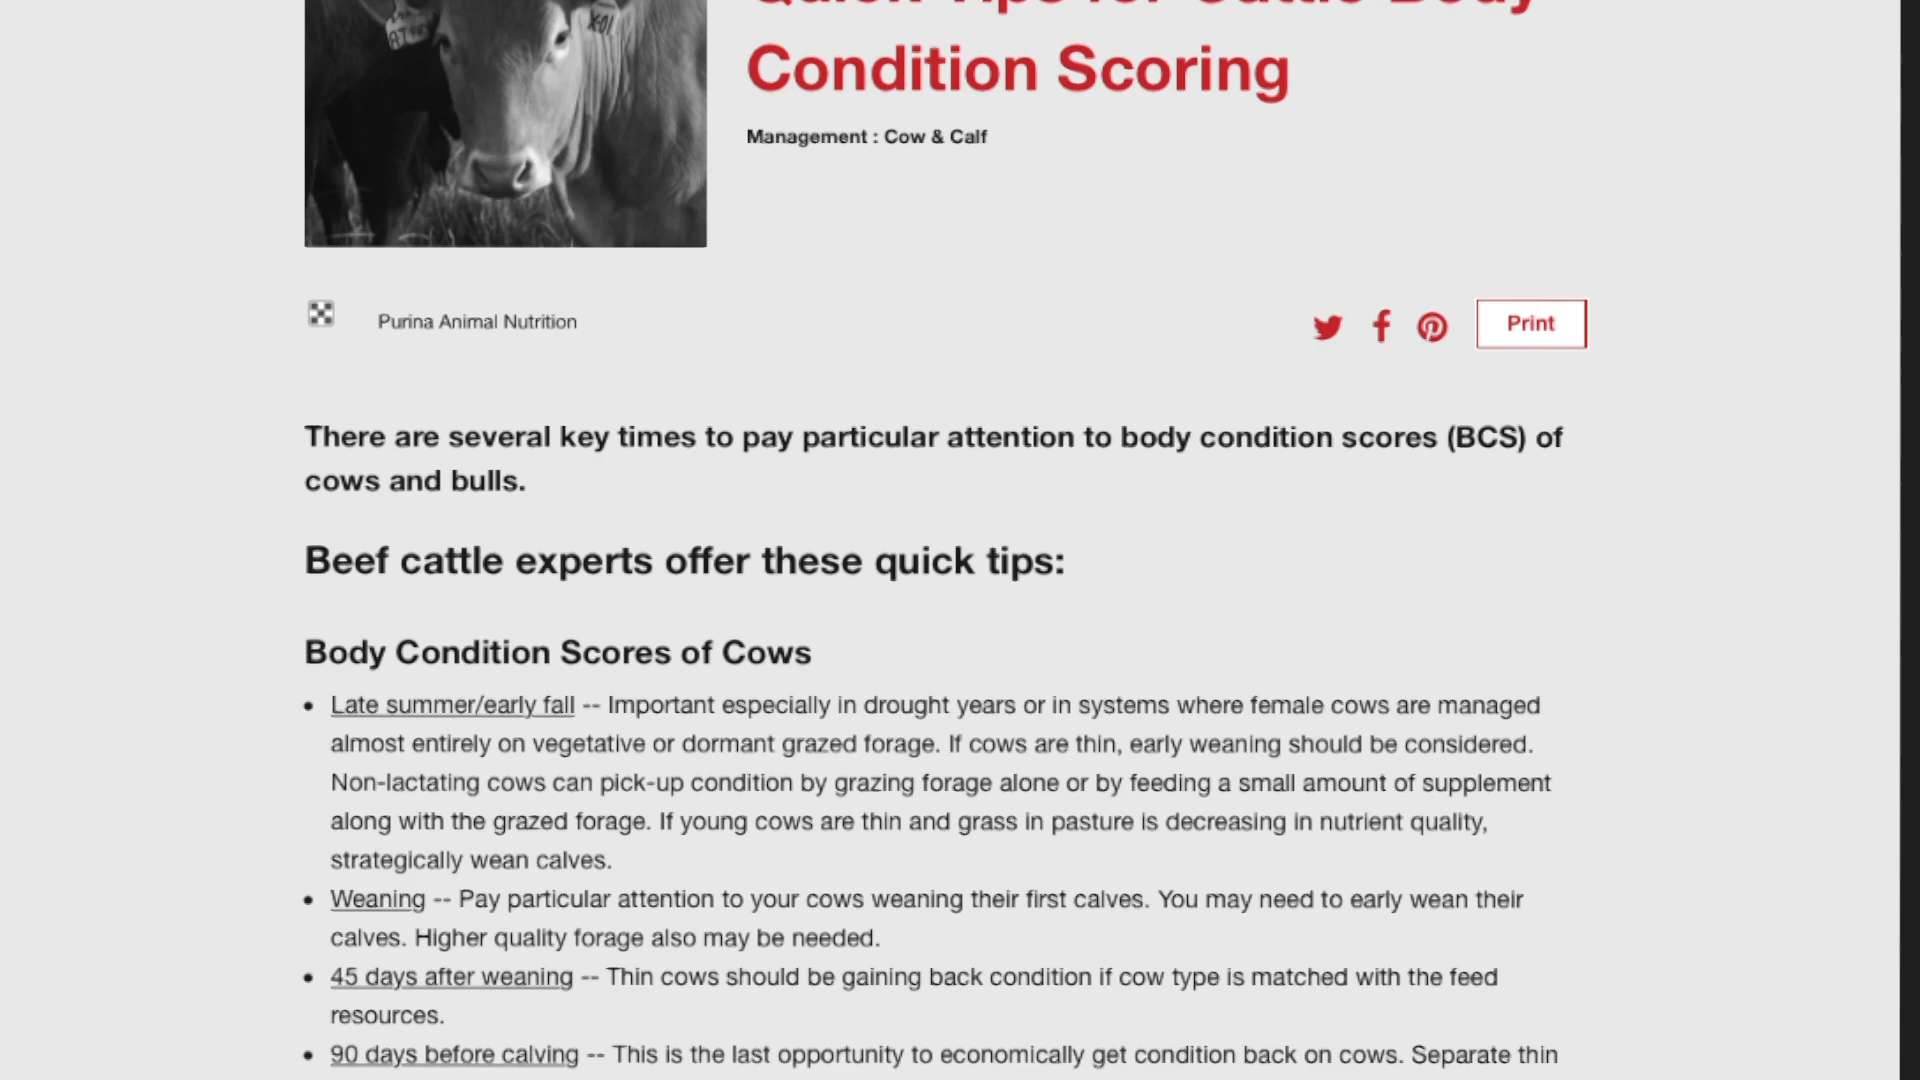 Quick Tips for Cattle Body
Condition Scoring
Management : Cow & Calf
Purina Animal Nutrition
Print
There are several key times to pay particular attention to body condition scores (BCS) of
cows and bulls.
Beef cattle experts offer these quick tips:
Body Condition Scores of Cows
Late summer/early fall -- Important especially in drought years or in systems where female cows are managed
almost entirely on vegetative or dormant grazed forage. If cows are thin, early weaning should be considered.
Non-lactating cows can pick-up condition by grazing forage alone or by feeding a small amount of supplement
along with the grazed forage. If young cows are thin and grass in pasture is decreasing in nutrient quality,
strategically wean calves.
Weaning -- Pay particular attention to your cows weaning their first calves. You may need to early wean their
calves. Higher quality forage also may be needed.
45 days after weaning -- Thin cows should be gaining back condition if cow type is matched with the feed
resources.
90 days before calving -- This is the last opportunity to economically get condition back on cows. Separate thin